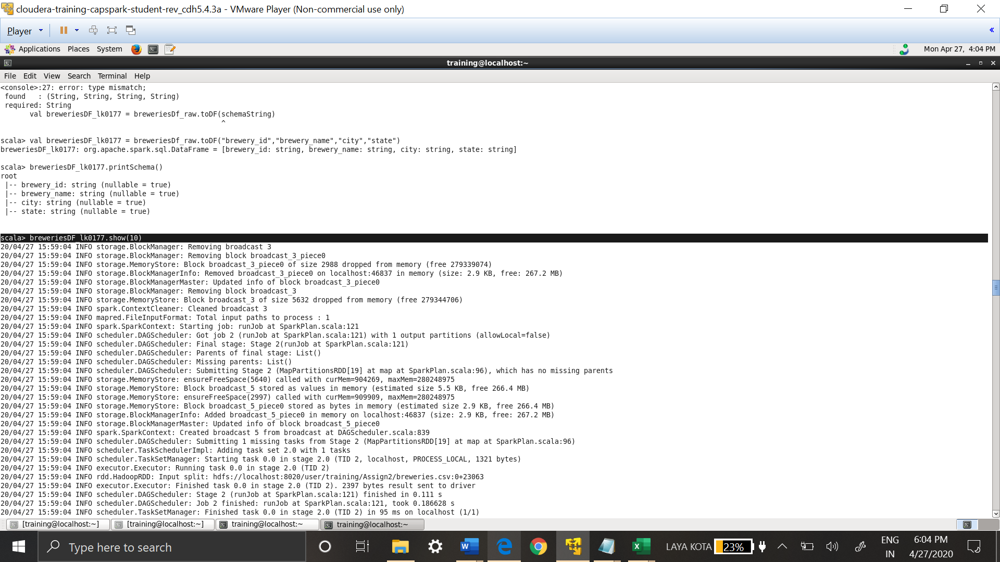 cloudera-training-capspark-student-rev_cdh5.4.3a - VMware Player (Non-commercial use only)
Player
Applications Places System Mon Apr 27, 4:04 PM
training@localhost:~
File Edit View Search Terminal Help
<console>:27: error: type mismatch;
 found   : (String, String, String, String)
 required: String
       val breweriesDF_lk0177 = breweriesDf_raw.toDF(schemaString)
                                                     ^
scala> val breweriesDF_lk0177 = breweriesDf_raw.toDF("brewery_id","brewery_name","city","state")
breweriesDF_lk0177: org.apache.spark.sql.DataFrame = [brewery_id: string, brewery_name: string, city: string, state: string]
scala> breweriesDF_lk0177.printSchema()
root
 |-- brewery_id: string (nullable = true)
 |-- brewery_name: string (nullable = true)
 |-- city: string (nullable = true)
 |-- state: string (nullable = true)
scala> breweriesDF_lk0177.show(10)
20/04/27 15:59:04 INFO storage.BlockManager: Removing broadcast 3
20/04/27 15:59:04 INFO storage.BlockManager: Removing block broadcast_3_piece0
20/04/27 15:59:04 INFO storage.MemoryStore: Block broadcast_3_piece0 of size 2988 dropped from memory (free 279339074)
20/04/27 15:59:04 INFO storage.BlockManagerInfo: Removed broadcast_3_piece0 on localhost:46837 in memory (size: 2.9 KB, free: 267.2 MB)
20/04/27 15:59:04 INFO storage.BlockManagerMaster: Updated info of block broadcast_3_piece0
20/04/27 15:59:04 INFO storage.BlockManager: Removing block broadcast_3
20/04/27 15:59:04 INFO storage.MemoryStore: Block broadcast_3 of size 5632 dropped from memory (free 279344706)
20/04/27 15:59:04 INFO spark.ContextCleaner: Cleaned broadcast 3
20/04/27 15:59:04 INFO mapred.FileInputFormat: Total input paths to process : 1
20/04/27 15:59:04 INFO spark.SparkContext: Starting job: runJob at SparkPlan.scala:121
20/04/27 15:59:04 INFO scheduler.DAGScheduler: Got job 2 (runJob at SparkPlan.scala:121) with 1 output partitions (allowLocal=false)
20/04/27 15:59:04 INFO scheduler.DAGScheduler: Final stage: Stage 2(runJob at SparkPlan.scala:121)
20/04/27 15:59:04 INFO scheduler.DAGScheduler: Parents of final stage: List()
20/04/27 15:59:04 INFO scheduler.DAGScheduler: Missing parents: List()
20/04/27 15:59:04 INFO scheduler.DAGScheduler: Submitting Stage 2 (MapPartitionsRDD[19] at map at SparkPlan.scala:96), which has no missing parents
20/04/27 15:59:04 INFO storage.MemoryStore: ensureFreeSpace(5640) called with curMem=904269, maxMem=280248975
20/04/27 15:59:04 INFO storage.MemoryStore: Block broadcast_5 stored as values in memory (estimated size 5.5 KB, free 266.4 MB)
20/04/27 15:59:04 INFO storage.MemoryStore: ensureFreeSpace(2997) called with curMem=909909, maxMem=280248975
20/04/27 15:59:04 INFO storage.MemoryStore: Block broadcast_5_piece0 stored as bytes in memory (estimated size 2.9 KB, free 266.4 MB)
20/04/27 15:59:04 INFO storage.BlockManagerInfo: Added broadcast_5_piece0 in memory on localhost:46837 (size: 2.9 KB, free: 267.2 MB)
20/04/27 15:59:04 INFO storage.BlockManagerMaster: Updated info of block broadcast_5_piece0
20/04/27 15:59:04 INFO spark.SparkContext: Created broadcast 5 from broadcast at DAGScheduler.scala:839
20/04/27 15:59:04 INFO scheduler.DAGScheduler: Submitting 1 missing tasks from Stage 2 (MapPartitionsRDD[19] at map at SparkPlan.scala:96)
20/04/27 15:59:04 INFO scheduler.TaskSchedulerImpl: Adding task set 2.0 with 1 tasks
20/04/27 15:59:04 INFO scheduler.TaskSetManager: Starting task 0.0 in stage 2.0 (TID 2, localhost, PROCESS_LOCAL, 1321 bytes)
20/04/27 15:59:04 INFO executor.Executor: Running task 0.0 in stage 2.0 (TID 2)
20/04/27 15:59:04 INFO rdd.HadoopRDD: Input split: hdfs://localhost:8020/user/training/Assign2/breweries.csv:0+23063
20/04/27 15:59:04 INFO executor.Executor: Finished task 0.0 in stage 2.0 (TID 2). 2397 bytes result sent to driver
20/04/27 15:59:04 INFO scheduler.DAGScheduler: Stage 2 (runJob at SparkPlan.scala:121) finished in 0.111 s
20/04/27 15:59:04 INFO scheduler.DAGScheduler: Job 2 finished: runJob at SparkPlan.scala:121, took 0.186628 s
20/04/27 15:59:04 INFO scheduler.TaskSetManager: Finished task 0.0 in stage 2.0 (TID 2) in 95 ms on localhost (1/1)
[training@localhost:~] [training@localhost:~] training@localhost:~ training@localhost:~
Type here to search LAYA KOTA 23% ENG 6:04 PM
IN 4/27/2020